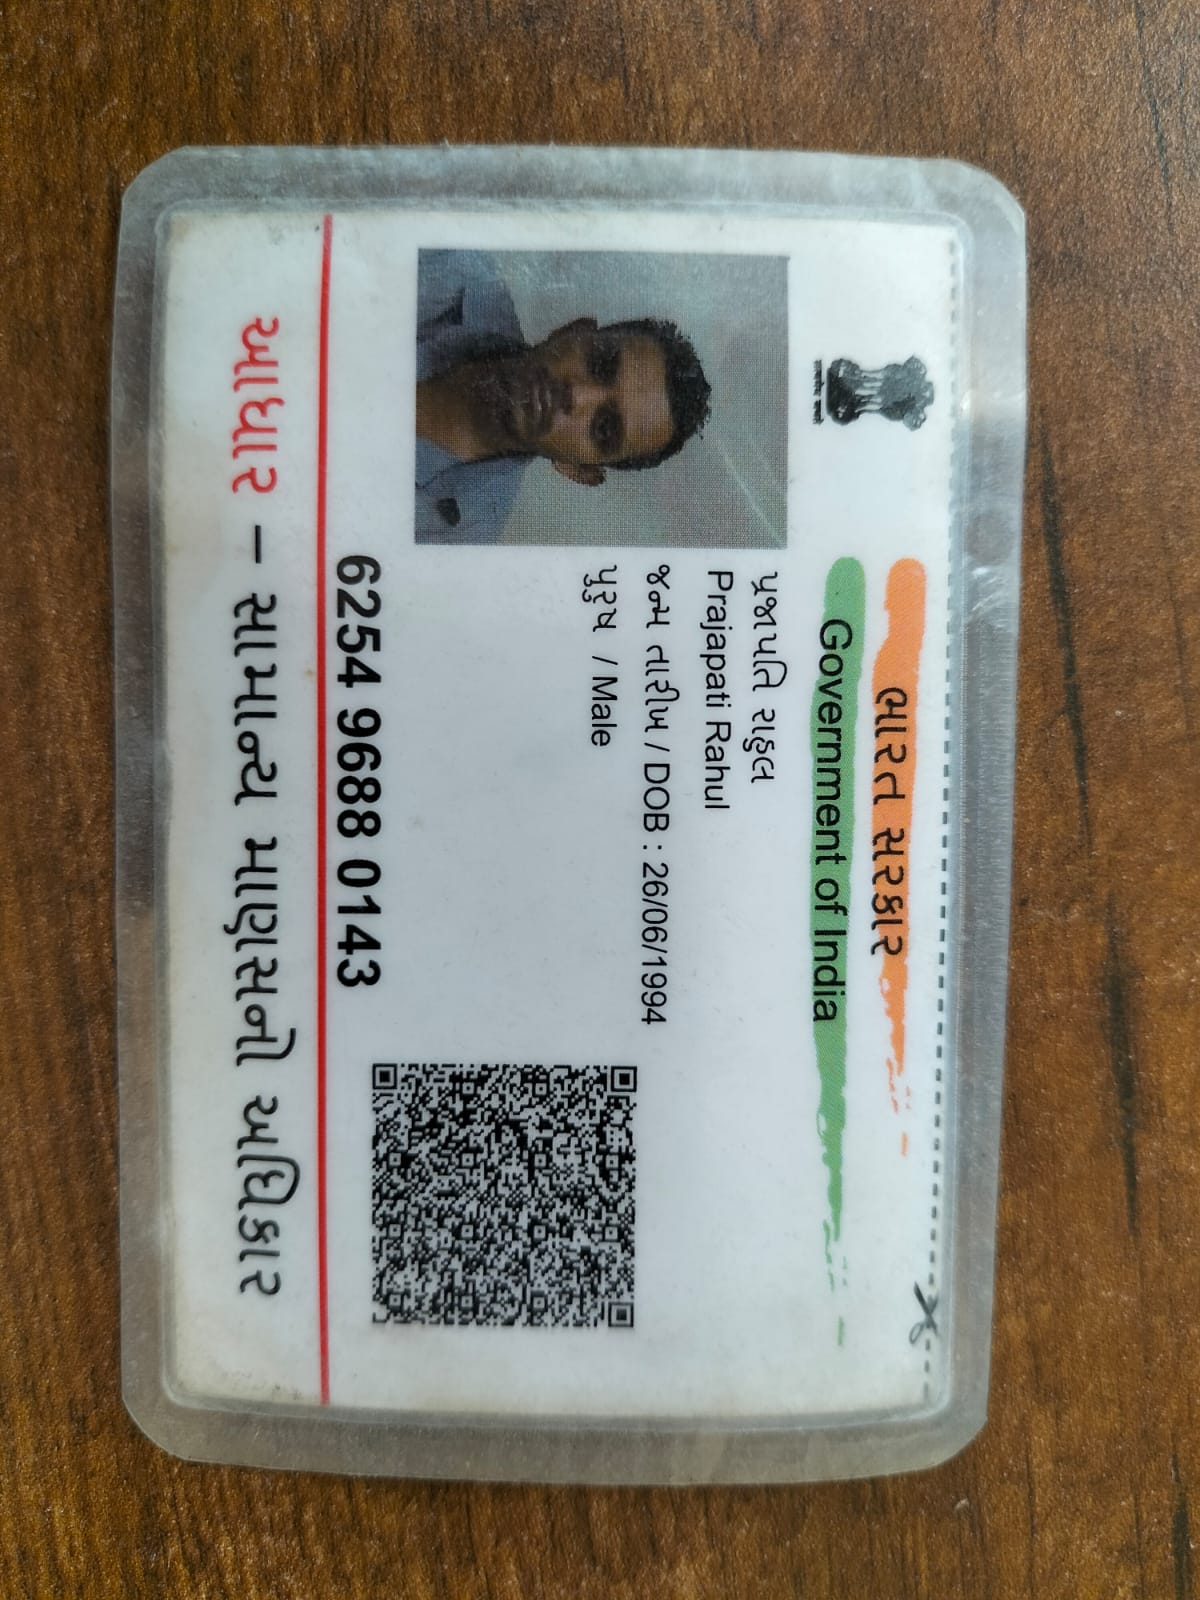 ભારત સરકાર
Government of India
પ્રજાપતિ રાહુલ
Prajapati Rahul
જન્મ તારીખ / DOB : 26/06/1994
પુરુષ / Male
6254 9688 0143
આધાર – સામાન્ય માણસનો અધિકાર